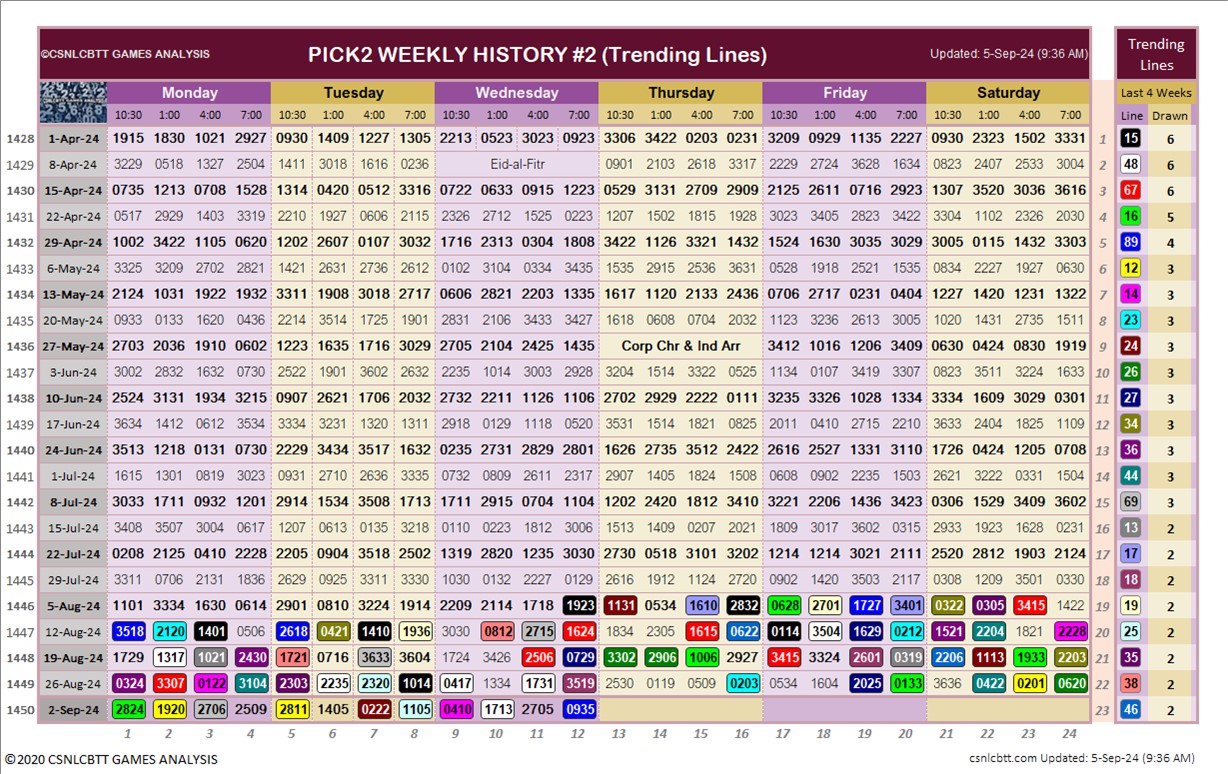 ©CSNLCBTT GAMES ANALYSIS PICK2 WEEKLY HISTORY #2 (Trending Lines) Updated: 5-Sep-24 (9:36 AM) Trending Lines
Monday Tuesday Wednesday Thursday Friday Saturday Last 4 Weeks
10:30 1:00 4:00 7:00 10:30 1:00 4:00 7:00 10:30 1:00 4:00 7:00 10:30 1:00 4:00 7:00 10:30 1:00 4:00 7:00 10:30 1:00 4:00 7:00 Line Drawn
1428 1-Apr-24 1915 1830 1021 2927 0930 1409 1227 1305 2213 0523 3023 0923 3306 3422 0203 0231 3209 0929 1135 2227 0930 2323 1502 3331 1 15 6
1429 8-Apr-24 3229 0518 1327 2504 1411 3018 1616 0236 Eid-al-Fitr 0901 2103 2618 3317 2229 2724 3628 1634 0823 2407 2533 3004 2 48 6
1430 15-Apr-24 0735 1213 0708 1528 1314 0420 0512 3316 0722 0633 0915 1223 0529 3131 2709 2909 2125 2611 0716 2923 1307 3520 3036 3616 3 67 6
1431 22-Apr-24 0517 2929 1403 3319 2210 1927 0606 2115 2326 2712 1525 0223 1207 1502 1815 1928 3023 3405 2823 3422 3304 1102 2326 2030 4 16 5
1432 29-Apr-24 1002 3422 1105 0620 1202 2607 0107 3032 1716 2313 0304 1808 3422 1126 3321 1432 1524 1630 3035 3029 3005 0115 1432 3303 5 89 4
1433 6-May-24 3325 3209 2702 2821 1421 2631 2736 2614 0102 3104 0334 3435 1535 2915 2536 3631 0528 1918 2521 1535 0834 2227 1927 0630 6 12 3
1434 13-May-24 2124 1031 1922 1932 3311 1908 3018 2717 0606 2821 2203 1335 1617 1120 2133 2436 0706 2717 0231 0404 1227 1420 1231 1322 7 14 3
1435 20-May-24 0933 0133 1620 0436 2214 3514 1725 1901 2831 2106 3433 3427 1618 0608 0704 2032 1123 3236 2613 3005 1020 1431 2735 1511 8 23 3
1436 27-May-24 2703 2036 1910 0602 1223 1635 1716 3029 2705 2104 2425 1435 Corp Chr & Ind Arr 3412 1016 1206 3409 0630 0424 0830 1919 9 24 3
1437 3-Jun-24 3002 2832 1632 0730 2522 1901 3602 2632 2235 1014 3003 2928 3204 1514 3322 0525 1134 0107 3419 3307 0823 3511 3224 1633 10 26 3
1438 10-Jun-24 2524 3131 1934 3215 0907 2621 1706 2032 2732 2211 1126 1106 2702 2929 2222 0111 3235 3326 1028 1334 3334 1609 3029 0301 11 27 3
1439 17-Jun-24 3634 1412 0612 3534 3334 3231 1320 1311 2918 0129 1118 0520 3531 1514 1821 0825 2011 0410 2715 2210 3633 2404 1825 1109 12 34 3
1440 24-Jun-24 3513 1218 0131 0730 2229 3434 3517 1632 0235 2731 2829 2801 1626 2735 3512 2422 2616 2527 1331 3110 1726 0424 1205 0708 13 36 3
1441 1-Jul-24 1615 1301 0819 3023 0931 2710 2636 3335 0732 0809 2611 2317 2907 1405 1824 1508 0608 0902 2235 1503 2621 3222 0331 1504 14 44 3
1442 8-Jul-24 3033 1711 0932 1201 2914 1534 3508 1713 1711 2915 0704 1104 1202 2420 1812 3410 3221 2206 1436 3423 0306 1529 3409 3602 15 69 3
1443 15-Jul-24 3408 3507 3004 0617 1207 0613 0135 3218 0110 0223 1812 3006 1513 1409 0207 2021 1809 3017 3602 0315 2933 1923 1628 0231 16 13 2
1444 22-Jul-24 0208 2125 0410 2228 2205 0904 3518 2502 1319 2810 1235 3030 2730 0518 3101 3202 1214 1214 3021 2111 2520 2812 1903 2124 17 17 2
1445 29-Jul-24 3311 0706 2131 1836 2629 0925 3311 3330 1030 0132 2227 0129 2616 1912 1124 2720 0902 1420 3503 2117 0308 1209 3501 0330 18 18 2
1446 5-Aug-24 1101 3334 1630 0614 2901 0810 3224 1914 2209 2114 1718 1923 1131 0534 1610 2832 0628 2701 1727 3401 0322 0305 3415 1422 19 19 2
1447 12-Aug-24 3518 2120 1401 0506 2618 0421 1410 1936 3030 0812 2715 1624 1834 2305 1615 0622 0114 3504 1629 0212 1521 2204 1821 2228 20 25 2
1448 19-Aug-24 1729 1317 1021 2430 1721 0716 3633 3604 1724 3426 2506 0729 3302 2906 1006 2927 3415 3324 2601 0319 2206 1113 1933 2203 21 35 2
1449 26-Aug-24 0324 3307 0122 3104 2303 2235 2320 1014 0417 1334 1731 3519 2530 0119 0509 0203 0534 1604 2025 0133 3636 0422 0201 0620 22 38 2
1450 2-Sep-24 2824 1920 2706 2509 2811 1405 0222 1105 0410 1713 2705 0935 23 46 2
1 2 3 4 5 6 7 8 9 10 11 12 13 14 15 16 17 18 19 20 21 22 23 24
©2020 CSNLCBTT GAMES ANALYSIS csnlcbtt.com Updated: 5-Sep-24 (9:36 AM)